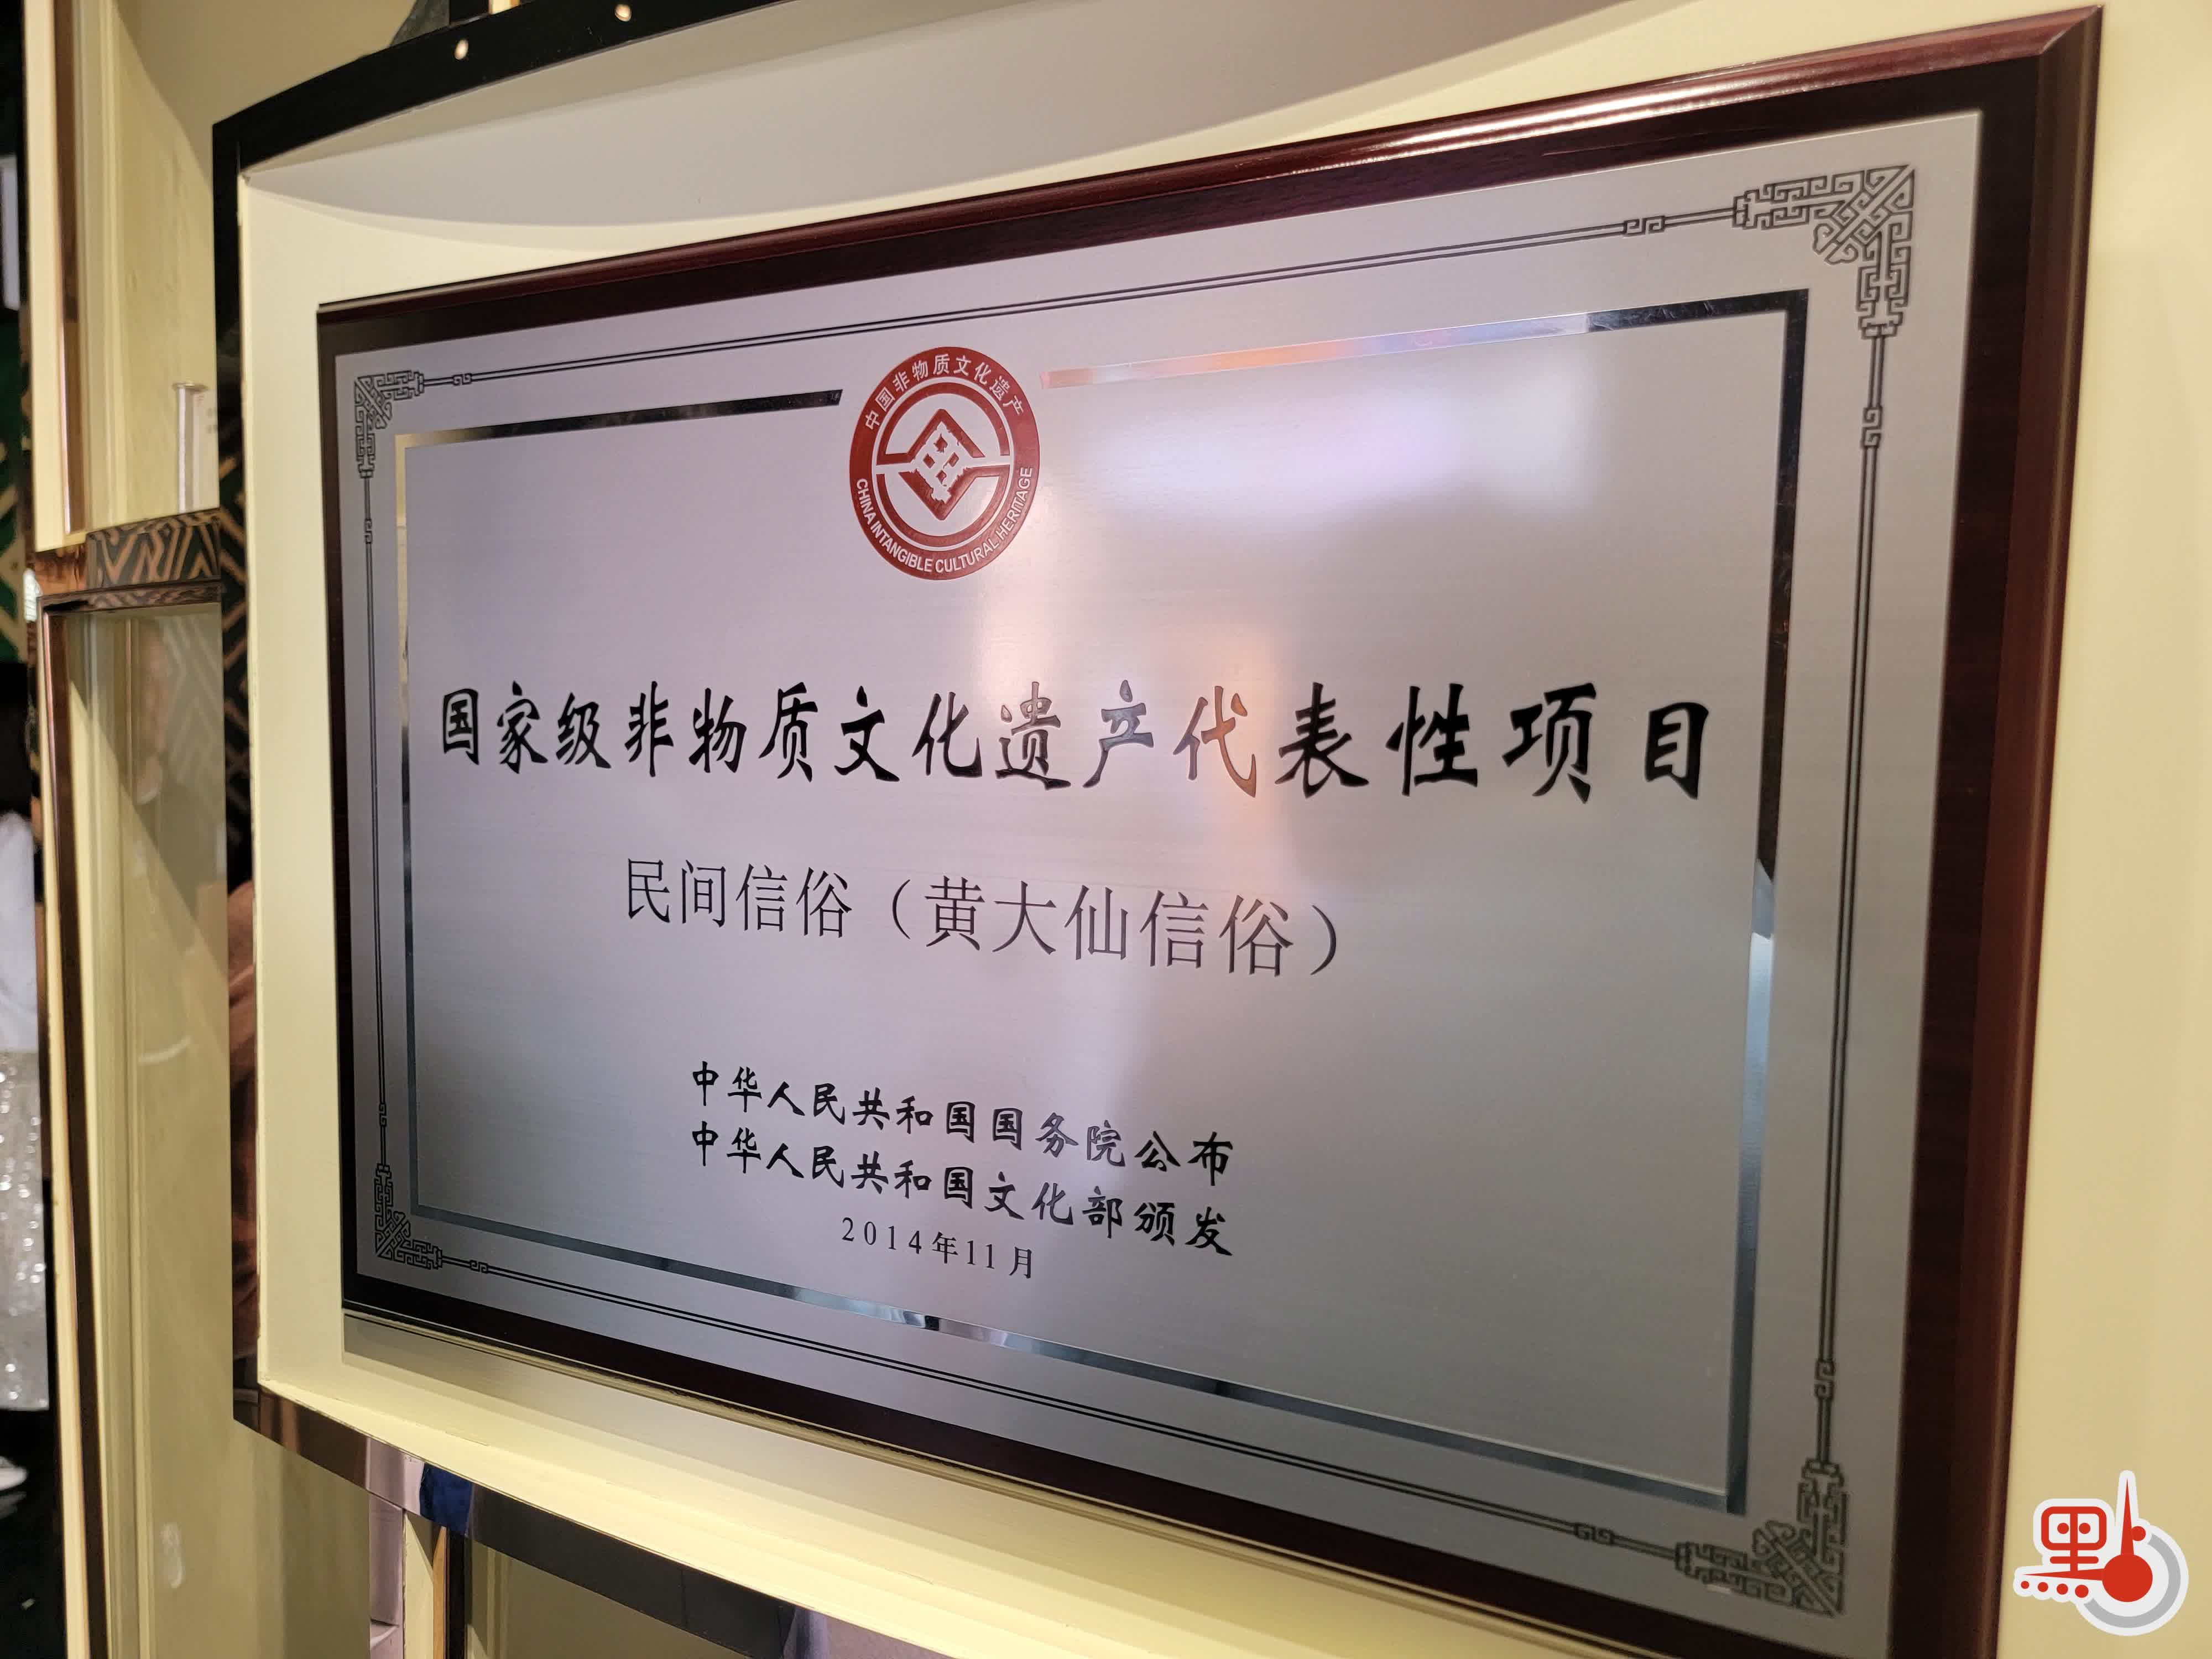 中国非物质文化遗产
CHINA INTANGIBLE CULTURAL HERITAGE
国家级非物质文化遗产代表性项目
民间信俗（黄大仙信俗）
中华人民共和国国务院公布
中华人民共和国文化部颁发
2014年11月
點